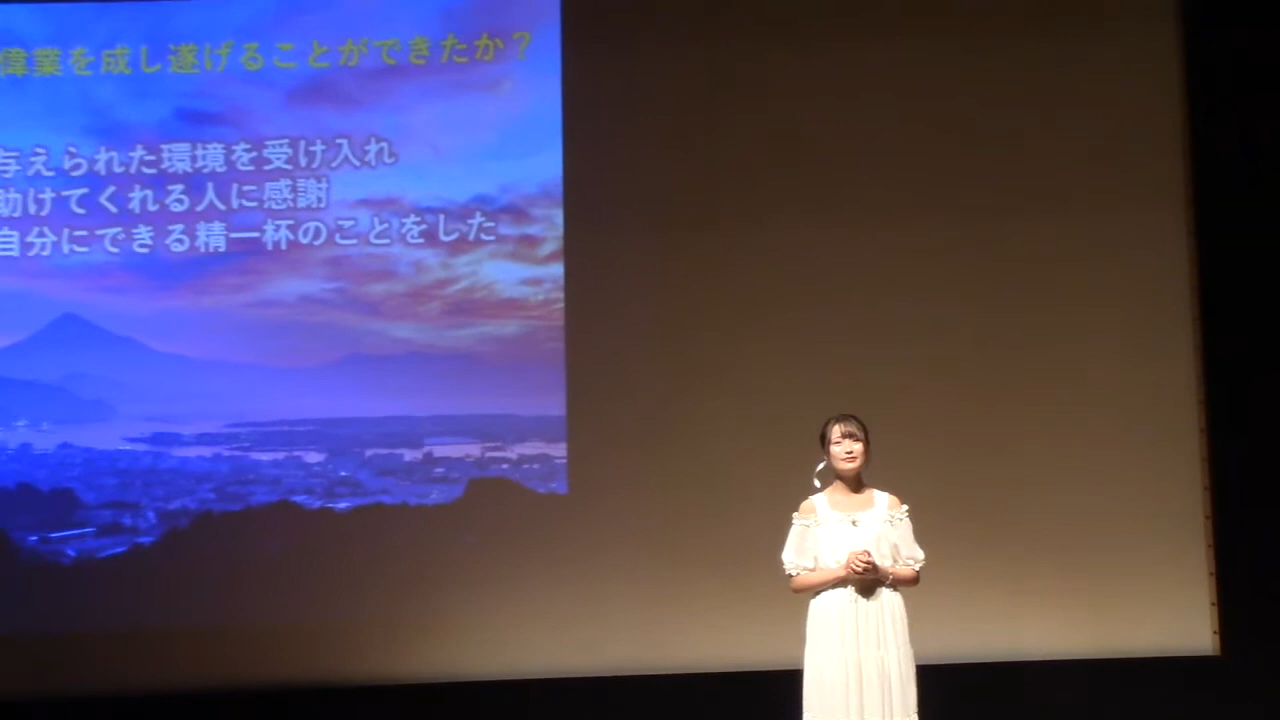 偉業を成し遂げることができたか？
与えられた環境を受け入れ
助けてくれる人に感謝
自分にできる精一杯のことをした